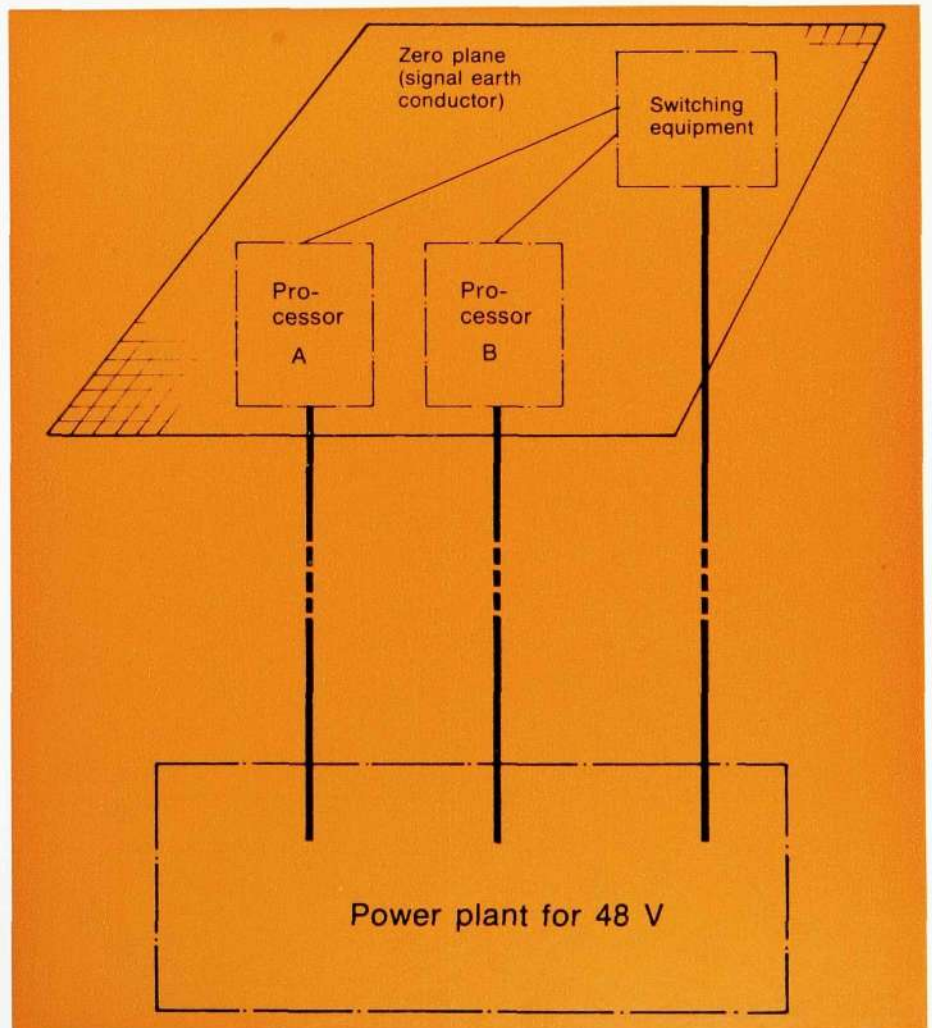 Zero plane
(signal earth
conductor)
Switching
equipment
Pro-
cessor
A
Pro-
cessor
B
Power plant for 48 V